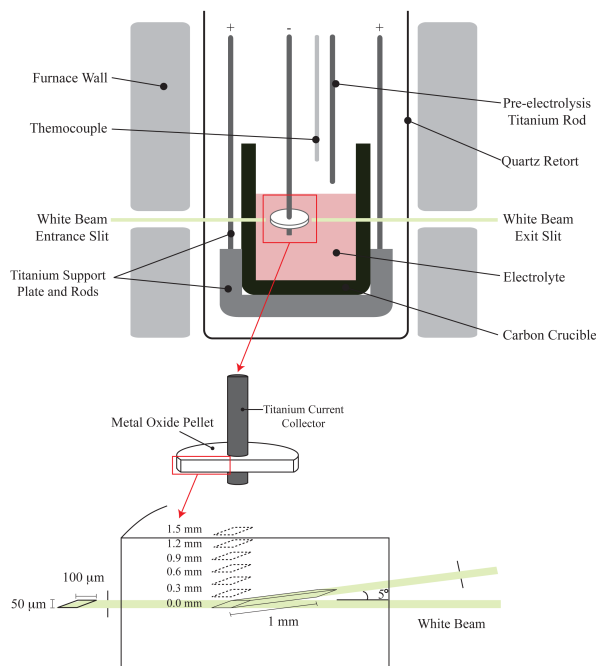 +
-
+
Furnace Wall
Themocouple
Pre-electrolysis
Titanium Rod
Quartz Retort
White Beam
Entrance Slit
White Beam
Exit Slit
Titanium Support
Plate and Rods
Electrolyte
Carbon Crucible
Titanium Current
Collector
Metal Oxide Pellet
1.5 mm
1.2 mm
0.9 mm
0.6 mm
0.3 mm
0.0 mm
100 µm
50 µm
5°
1 mm
White Beam